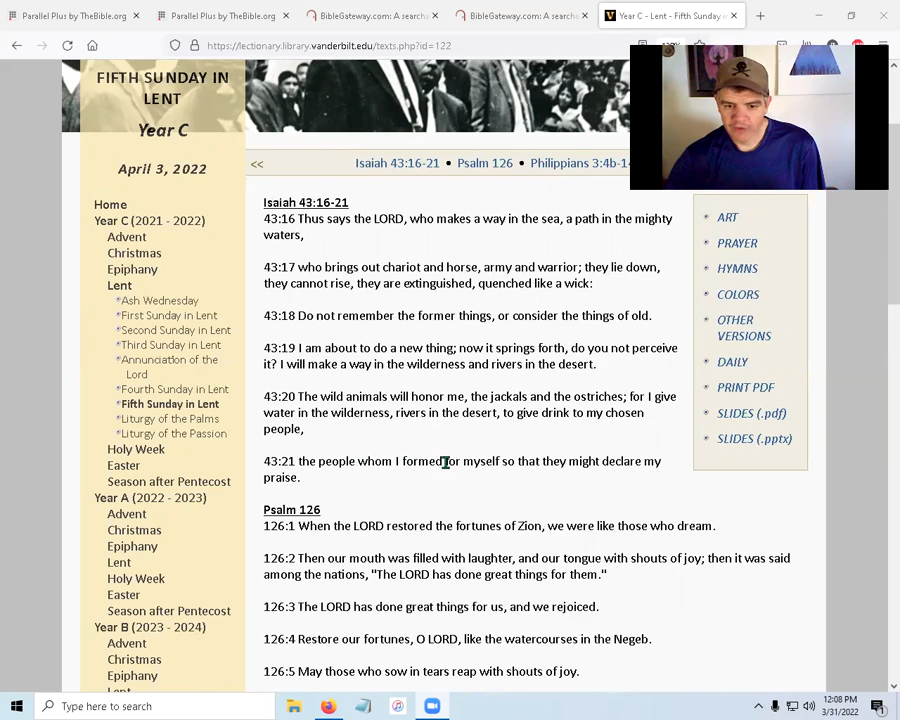 Parallel Plus by TheBible.org
Parallel Plus by TheBible.org
BibleGateway.com: A search
BibleGateway.com: A search
Year C - Lent - Fifth Sunday in
https://lectionary.library.vanderbilt.edu/texts.php?id=122
FIFTH SUNDAY IN
LENT
Year C
April 3, 2022
Home
Year C (2021 - 2022)
Advent
Christmas
Epiphany
Lent
Ash Wednesday
First Sunday in Lent
Second Sunday in Lent
Third Sunday in Lent
Annunciation of the
Lord
Fourth Sunday in Lent
Fifth Sunday in Lent
Liturgy of the Palms
Liturgy of the Passion
Holy Week
Easter
Season after Pentecost
Year A (2022 - 2023)
Advent
Christmas
Epiphany
Lent
Holy Week
Easter
Season after Pentecost
Year B (2023 - 2024)
Advent
Christmas
Epiphany
Lent
<< Isaiah 43:16-21 • Psalm 126 • Philippians 3:4b-14
Isaiah 43:16-21
43:16 Thus says the LORD, who makes a way in the sea, a path in the mighty
waters,
43:17 who brings out chariot and horse, army and warrior; they lie down,
they cannot rise, they are extinguished, quenched like a wick:
43:18 Do not remember the former things, or consider the things of old.
43:19 I am about to do a new thing; now it springs forth, do you not perceive
it? I will make a way in the wilderness and rivers in the desert.
43:20 The wild animals will honor me, the jackals and the ostriches; for I give
water in the wilderness, rivers in the desert, to give drink to my chosen
people,
43:21 the people whom I formed for myself so that they might declare my
praise.
Psalm 126
126:1 When the LORD restored the fortunes of Zion, we were like those who dream.
126:2 Then our mouth was filled with laughter, and our tongue with shouts of joy; then it was said
among the nations, "The LORD has done great things for them."
126:3 The LORD has done great things for us, and we rejoiced.
126:4 Restore our fortunes, O LORD, like the watercourses in the Negeb.
126:5 May those who sow in tears reap with shouts of joy.
ART
PRAYER
HYMNS
COLORS
OTHER
VERSIONS
DAILY
PRINT PDF
SLIDES (.pdf)
SLIDES (.pptx)
Type here to search
12:08 PM
3/31/2022